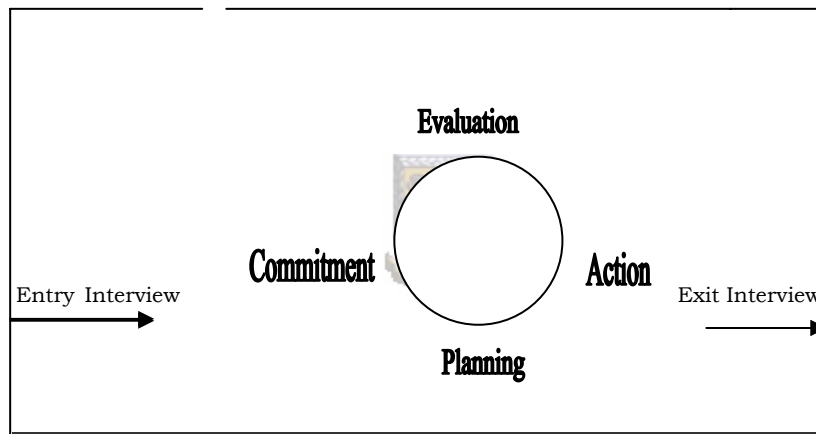 Evaluation
Commitment
Action
Entry Interview
Exit Interview
Planning